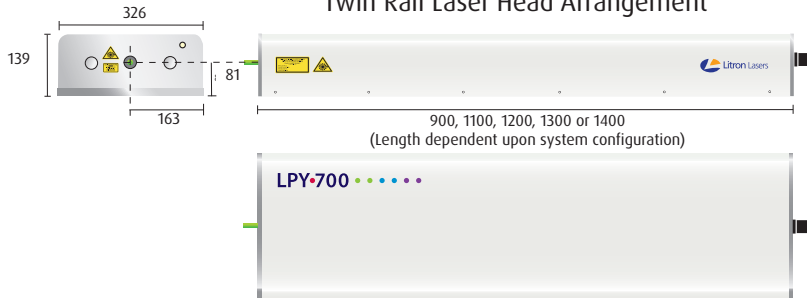 Twin Rail Laser Head Arrangement
326
139
81
163
Litron Lasers
900, 1100, 1200, 1300 or 1400
(Length dependent upon system configuration)
LPY•700